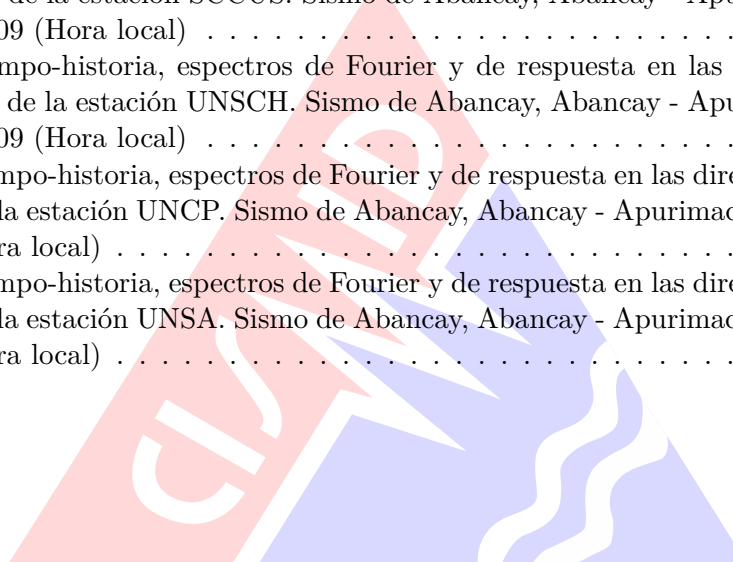 de la estación SCCUS. Sismo de Abancay, Abancay - Apu
09 (Hora local) . . . . . . . . . . . . . . . . . . . . . . . .
mpo-historia, espectros de Fourier y de respuesta en las
de la estación UNSCH. Sismo de Abancay, Abancay - Apu
09 (Hora local) . . . . . . . . . . . . . . . . . . . . . . . .
mpo-historia, espectros de Fourier y de respuesta en las dire
la estación UNCP. Sismo de Abancay, Abancay - Apurimac
ra local) . . . . . . . . . . . . . . . . . . . . . . . . . . . .
mpo-historia, espectros de Fourier y de respuesta en las dire
la estación UNSA. Sismo de Abancay, Abancay - Apurimac
ra local) . . . . . . . . . . . . . . . . . . . . . . . . . . . .
CISMID